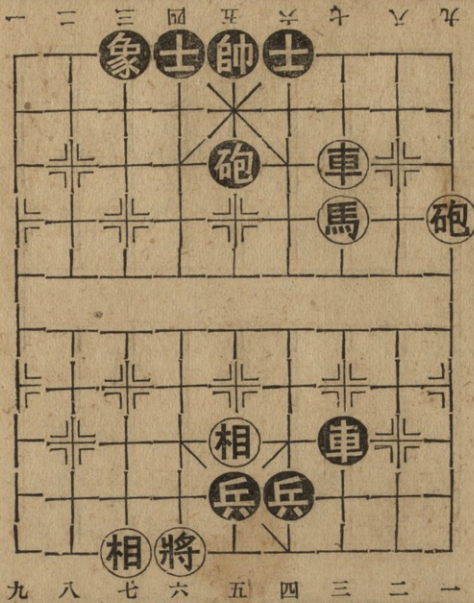 一 二 三 四 五 六 七 八 九
象 士 帥 士
砲 車
馬 砲
相 車
兵 兵
相 將
九 八 七 六 五 四 三 二 一